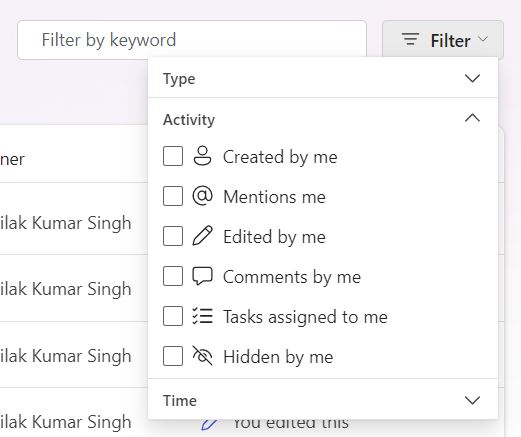 Filter by keyword
Filter
Type
Activity
ner
Created by me
Mentions me
ilak Kumar Singh
Edited by me
Comments by me
ilak Kumar Singh
Tasks assigned to me
ilak Kumar Singh
Hidden by me
Time
ilak Kumar Singh
You edited this